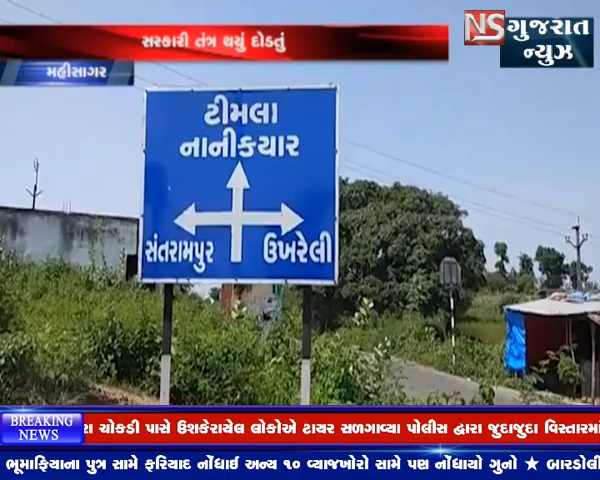 સરકારી તંત્ર થયું દોડતું
NS ગુજરાત
ન્યુઝ
મહીસાગર
ટીમલા
નાનીકયાર
સંતરામપુર ઉખરેલી
BREAKING
NEWS
રા ચોકડી પાસે ઉશકેરાયેલ લોકોએ ટાયર સળગાવ્યા પોલીસ દ્વારા જુદાજુદા વિસ્તારમાં
ભૂમાફિયાના પુત્ર સામે ફરિયાદ નોંધાઈ અન્ય ૧૦ વ્યાજખોરો સામે પણ નોંધાયો ગુનો ★ બારડોલી